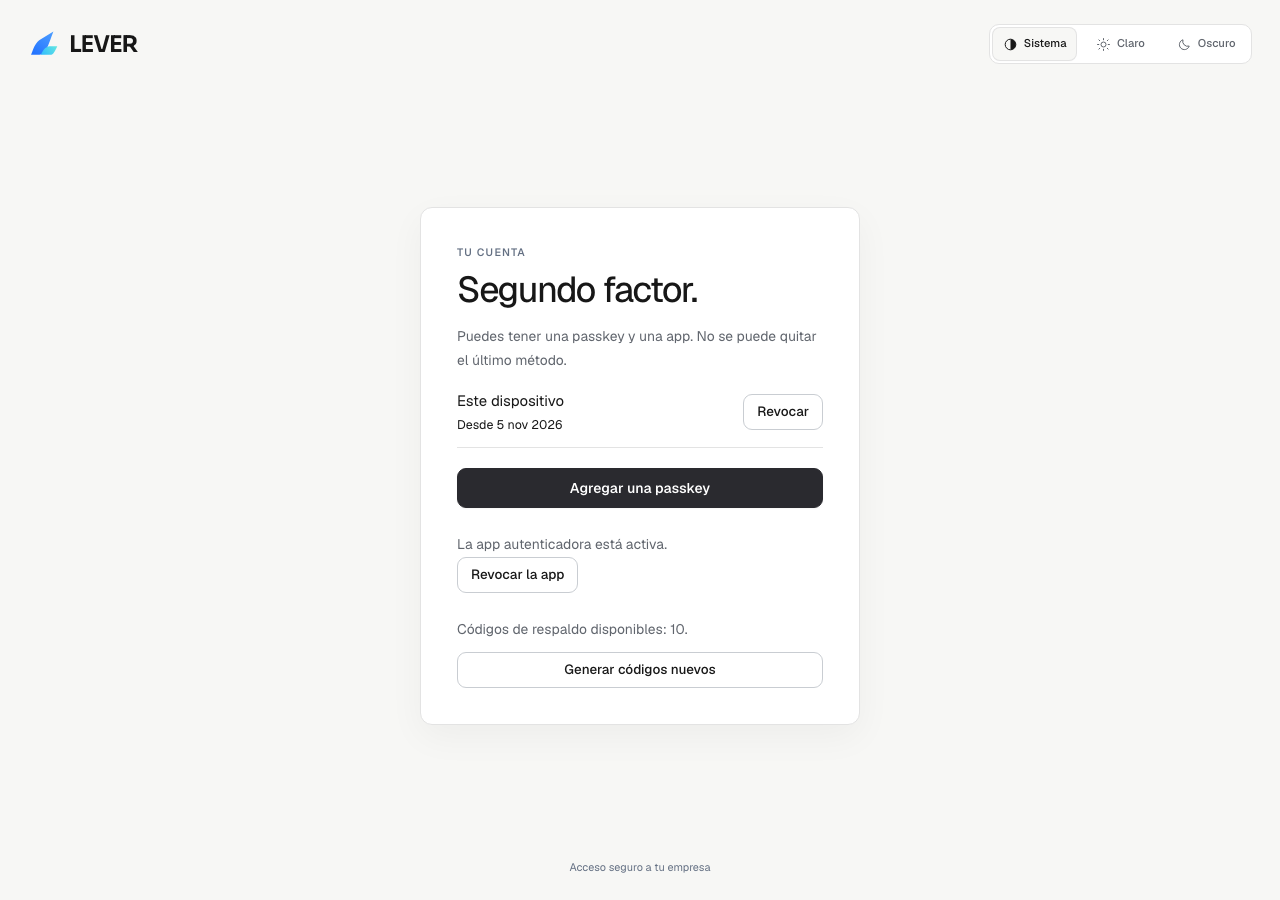 LEVER
Sistema
Claro
Oscuro
TU CUENTA
Segundo factor.
Puedes tener una passkey y una app. No se puede quitar
el último método.
Este dispositivo
Desde 5 nov 2026
Revocar
Agregar una passkey
La app autenticadora está activa.
Revocar la app
Códigos de respaldo disponibles: 10.
Generar códigos nuevos
Acceso seguro a tu empresa